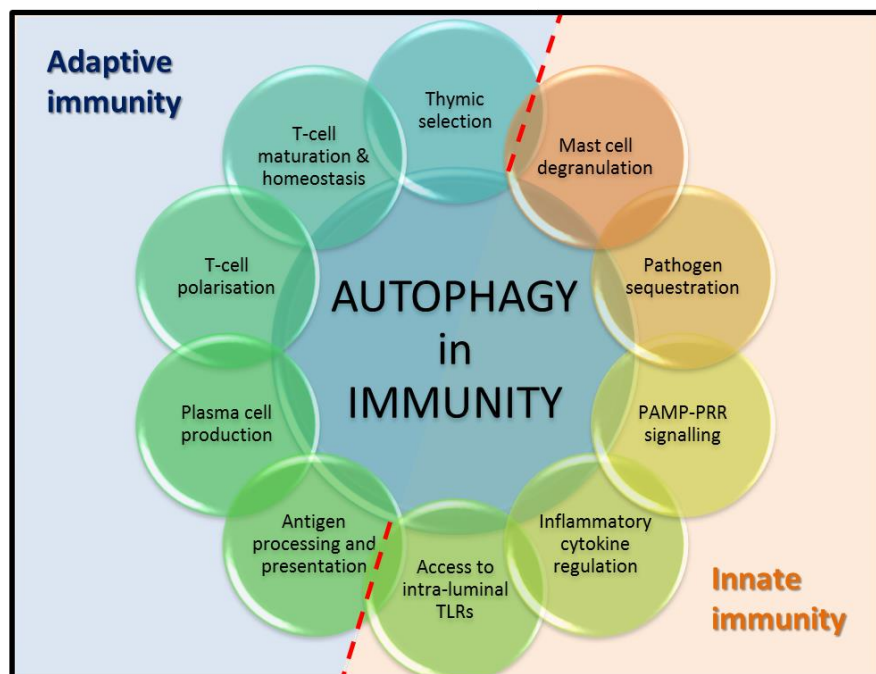 Adaptive
immunity
Thymic
selection
Mast cell
degranulation
Pathogen
sequestration
PAMP-PRR
signalling
Inflammatory
cytokine
regulation
Access to
intra-luminal
TLRs
Antigen
processing and
presentation
Plasma cell
production
T-cell
polarisation
T-cell
maturation &
homeostasis
AUTOPHAGY
in
IMMUNITY
Innate
immunity